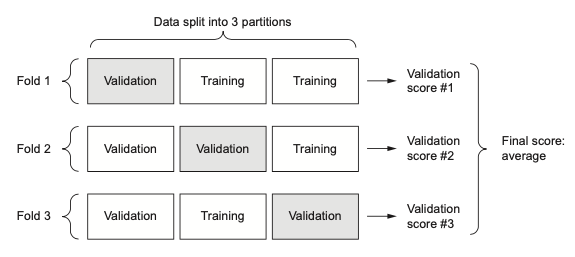 Data split into 3 partitions
Fold 1
Validation
Training
Training
Validation
score #1
Fold 2
Validation
Validation
Training
Validation
score #2
Final score:
average
Fold 3
Validation
Training
Validation
Validation
score #3